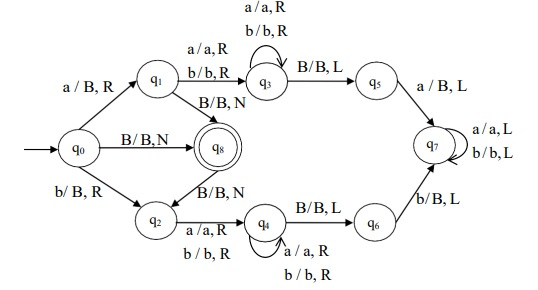 a / a, R
b / b, R
a / a, R
b / b, R
q1
q3
B/B, L
q5
a / B, R
a / B, L
B/B, N
q0
B/B,N
q8
q7
a / a, L
b / b, L
b/ B, R
B/B, N
b/B, L
q2
a / a, R
b / b, R
q4
B/B, L
q6
a / a, R
b / b, R